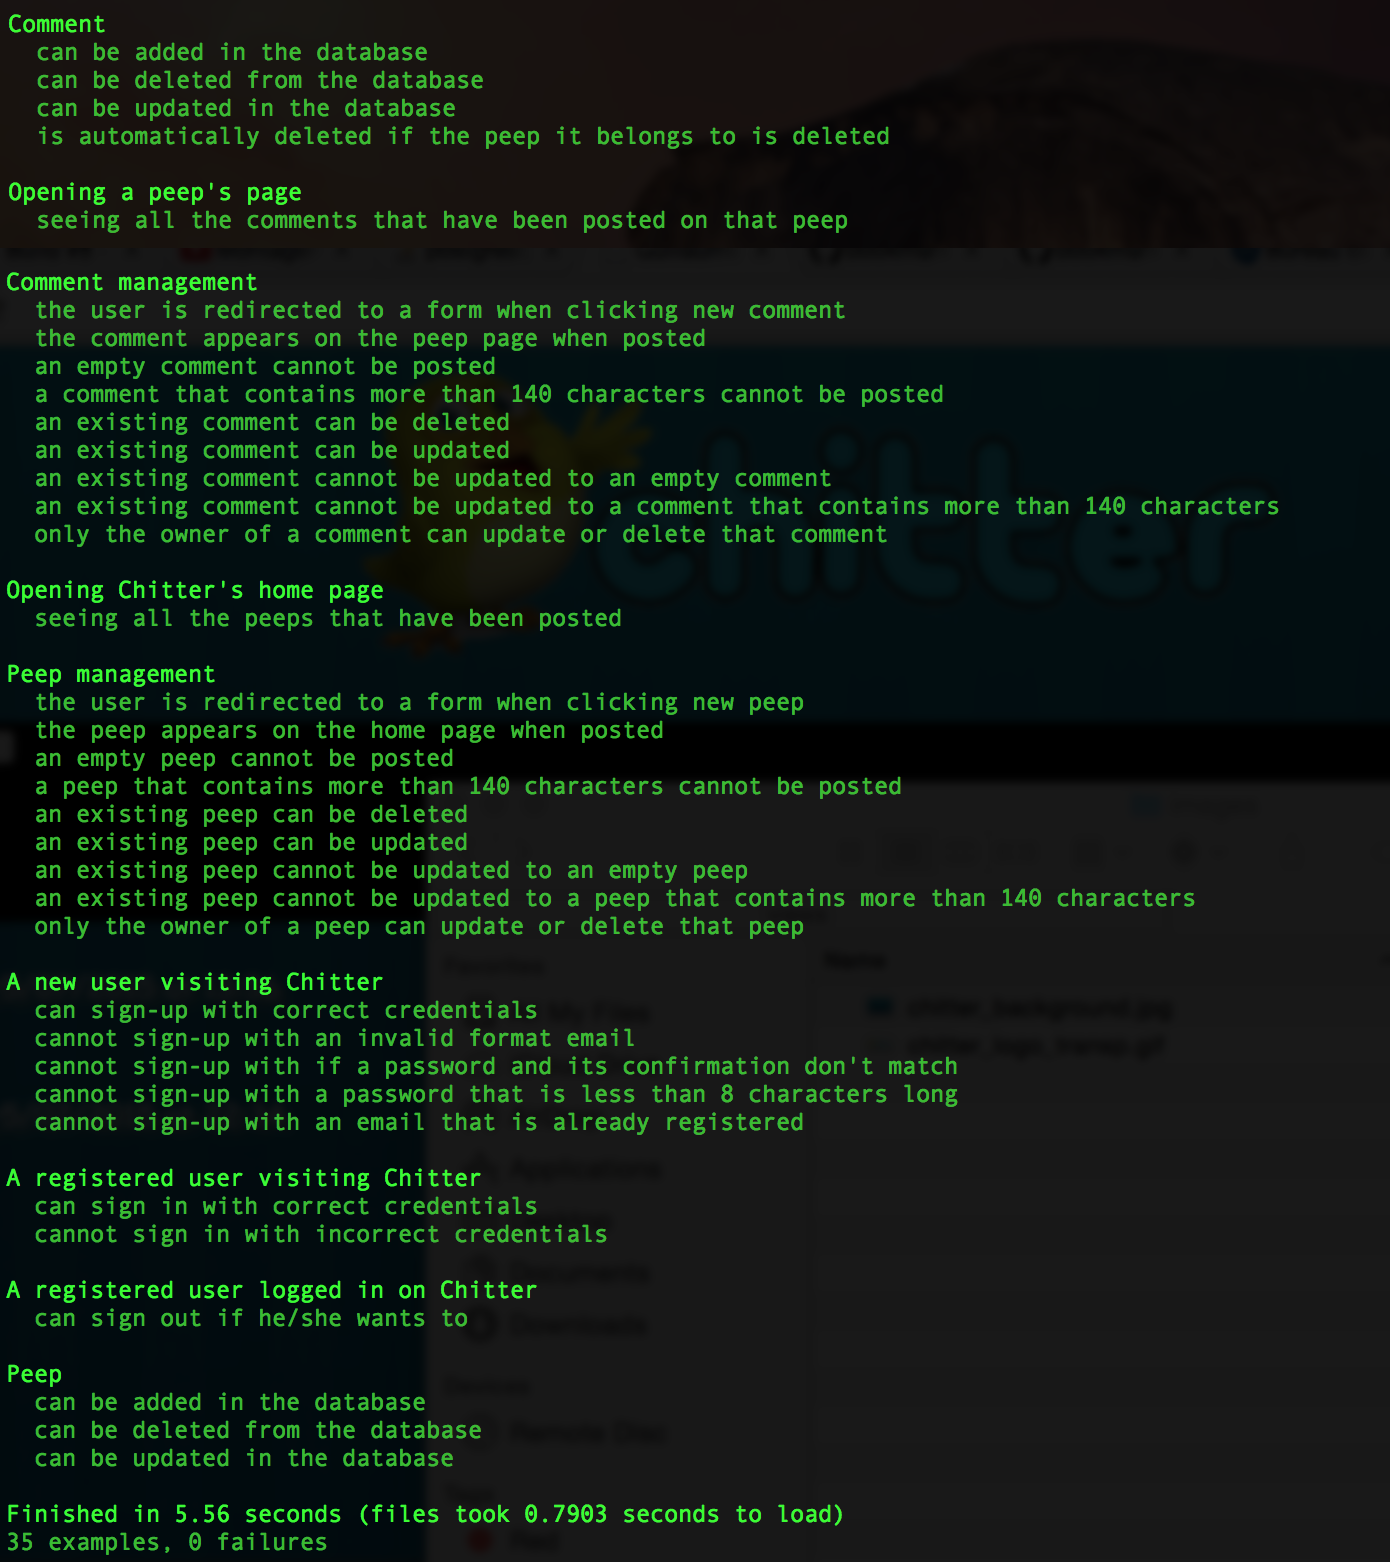 Comment
can be added in the database
can be deleted from the database
can be updated in the database
is automatically deleted if the peep it belongs to is deleted
Opening a peep's page
seeing all the comments that have been posted on that peep
Comment management
the user is redirected to a form when clicking new comment
the comment appears on the peep page when posted
an empty comment cannot be posted
a comment that contains more than 140 characters cannot be posted
an existing comment can be deleted
an existing comment can be updated
an existing comment cannot be updated to an empty comment
an existing comment cannot be updated to a comment that contains more than 140 characters
only the owner of a comment can update or delete that comment
chitter
Opening Chitter's home page
seeing all the peeps that have been posted
Peep management
the user is redirected to a form when clicking new peep
the peep appears on the home page when posted
an empty peep cannot be posted
a peep that contains more than 140 characters cannot be posted
an existing peep can be deleted
an existing peep can be updated
an existing peep cannot be updated to an empty peep
an existing peep cannot be updated to a peep that contains more than 140 characters
only the owner of a peep can update or delete that peep
Favorites
Name
A new user visiting Chitter
can sign-up with correct credentials
My Files
chitter_background.jpg
cannot sign-up with an invalid format email
chitter_logo_transp.gif
cannot sign-up with if a password and its confirmation don't match
cannot sign-up with a password that is less than 8 characters long
cannot sign-up with an email that is already registered
Applications
A registered user visiting Chitter
can sign in with correct credentials
cannot sign in with incorrect credentials
Documents
A registered user logged in on Chitter
can sign out if he/she wants to
Downloads
Peep
Devices
can be added in the database
can be deleted from the database
Remote Disc
can be updated in the database
Tags
Finished in 5.56 seconds (files took 0.7903 seconds to load)
35 examples, 0 failures
Red